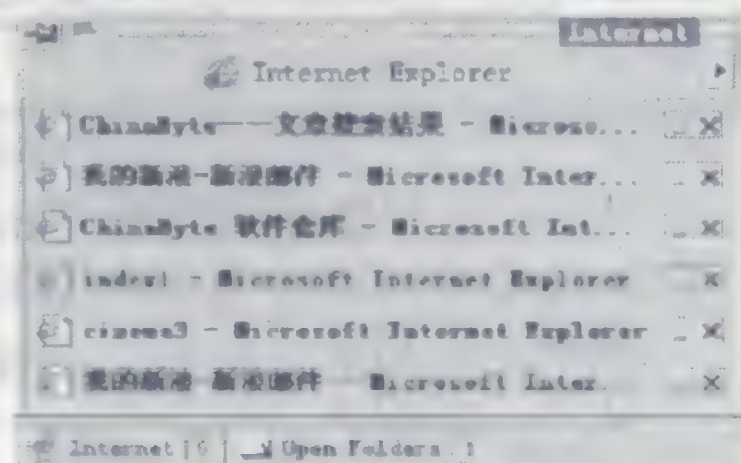 Internet
Internet Explorer
ChinaByte——文章检索结果 - Microso...
我的新浪-新浪邮件 - Microsoft Inter...
ChinaByte 软件仓库 - Microsoft Int...
index1 - Microsoft Internet Explorer
cinema3 - Microsoft Internet Explorer
我的新浪-新浪邮件 - Microsoft Inter...
Internet 6 Open Folders 1